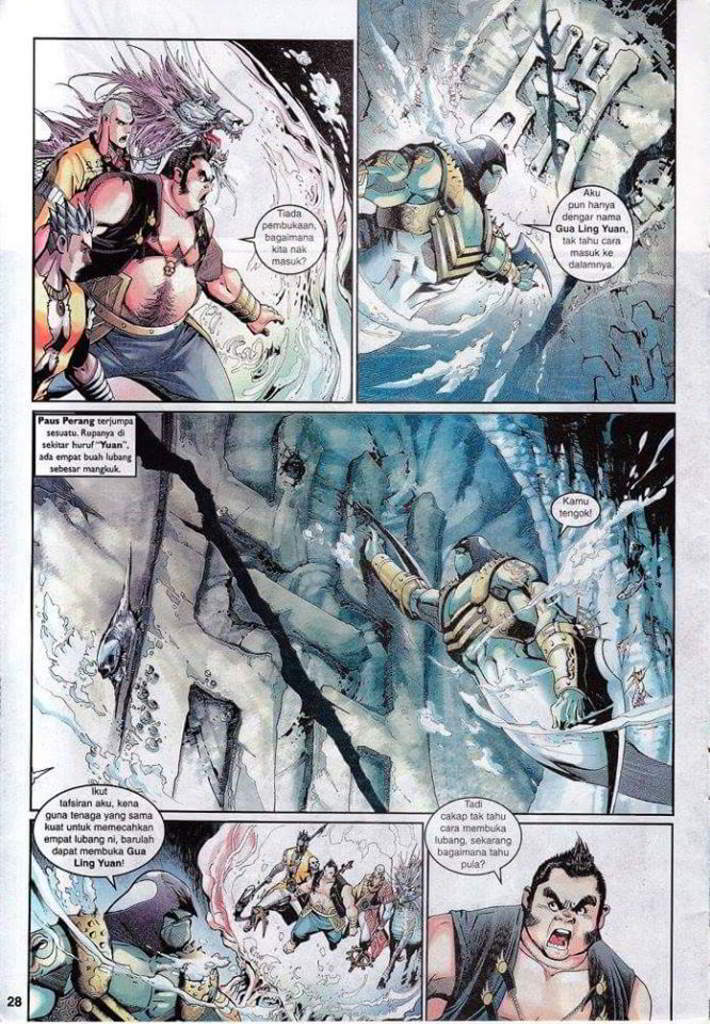 Tiada
pembukaan,
bagaimana
kita nak
masuk?
Aku
pun hanya
dengar nama
Gua Ling Yuan,
tak tahu cara
masuk ke
dalamnya.
Paus Perang terjumpa
sesuatu. Rupanya di
sekitar huruf "Yuan",
ada empat buah lubang
sebesar mangkuk.
Kamu
tengok!
Ikut
tafsiran aku, kena
guna tenaga yang sama
kuat untuk memecahkan
empat lubang ni, barulah
dapat membuka Gua
Ling Yuan!
Tadi
cakap tak tahu
cara membuka
lubang, sekarang
bagaimana tahu
pula?
28